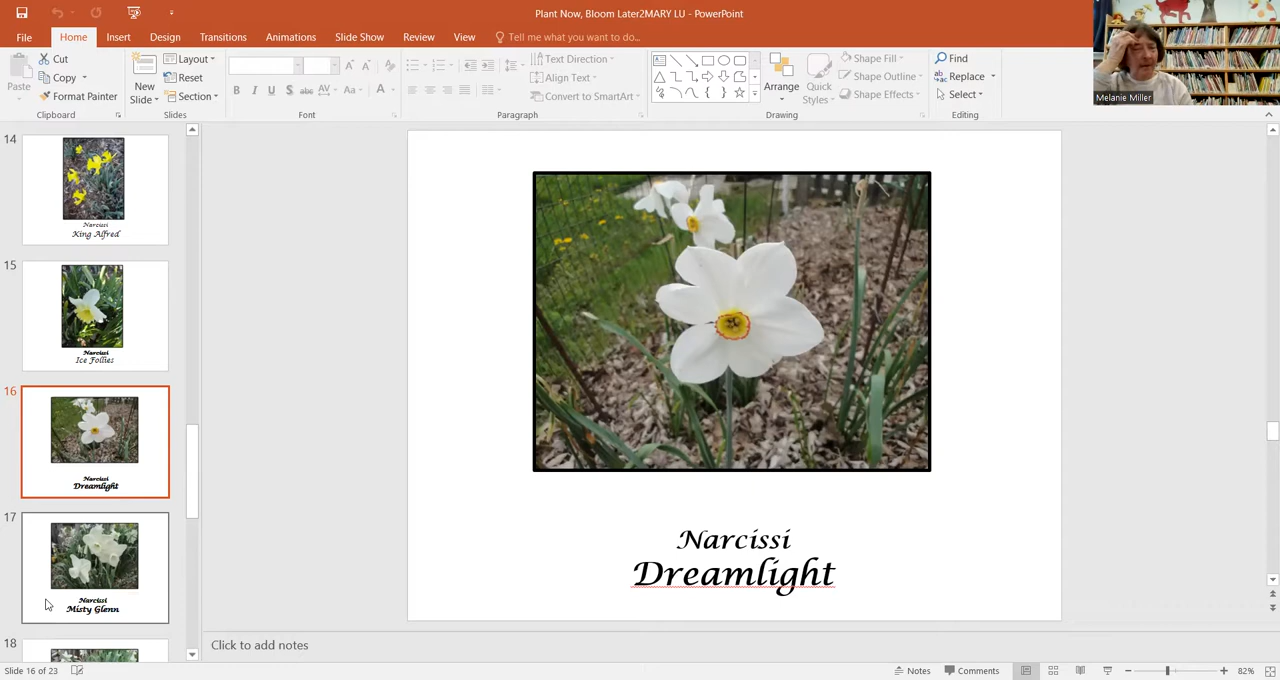 Plant Now, Bloom Later2MARY LU - PowerPoint
File Home Insert Design Transitions Animations Slide Show Review View Tell me what you want to do...
Paste
Cut
Copy
Format Painter
Clipboard
New Slide
Layout
Reset
Section
Slides
B I U S abc AV Aa A
Font
Text Direction
Align Text
Convert to SmartArt
Paragraph
Arrange
Quick Styles
Shape Fill
Shape Outline
Shape Effects
Drawing
Find
Replace
Select
Editing
Melanie Miller
14
Narcissi
King Alfred
15
Narcissi
Ice Follies
16
Narcissi
Dreamlight
17
Narcissi
Misty Glenn
18
Narcissi
Dreamlight
Click to add notes
Slide 16 of 23
Notes
Comments
82%